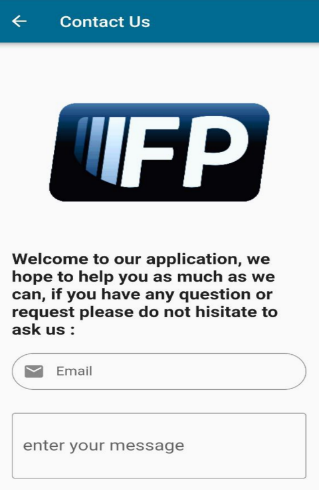 Contact Us
FP
Welcome to our application, we
hope to help you as much as we
can, if you have any question or
request please do not hisitate to
ask us :
Email
enter your message